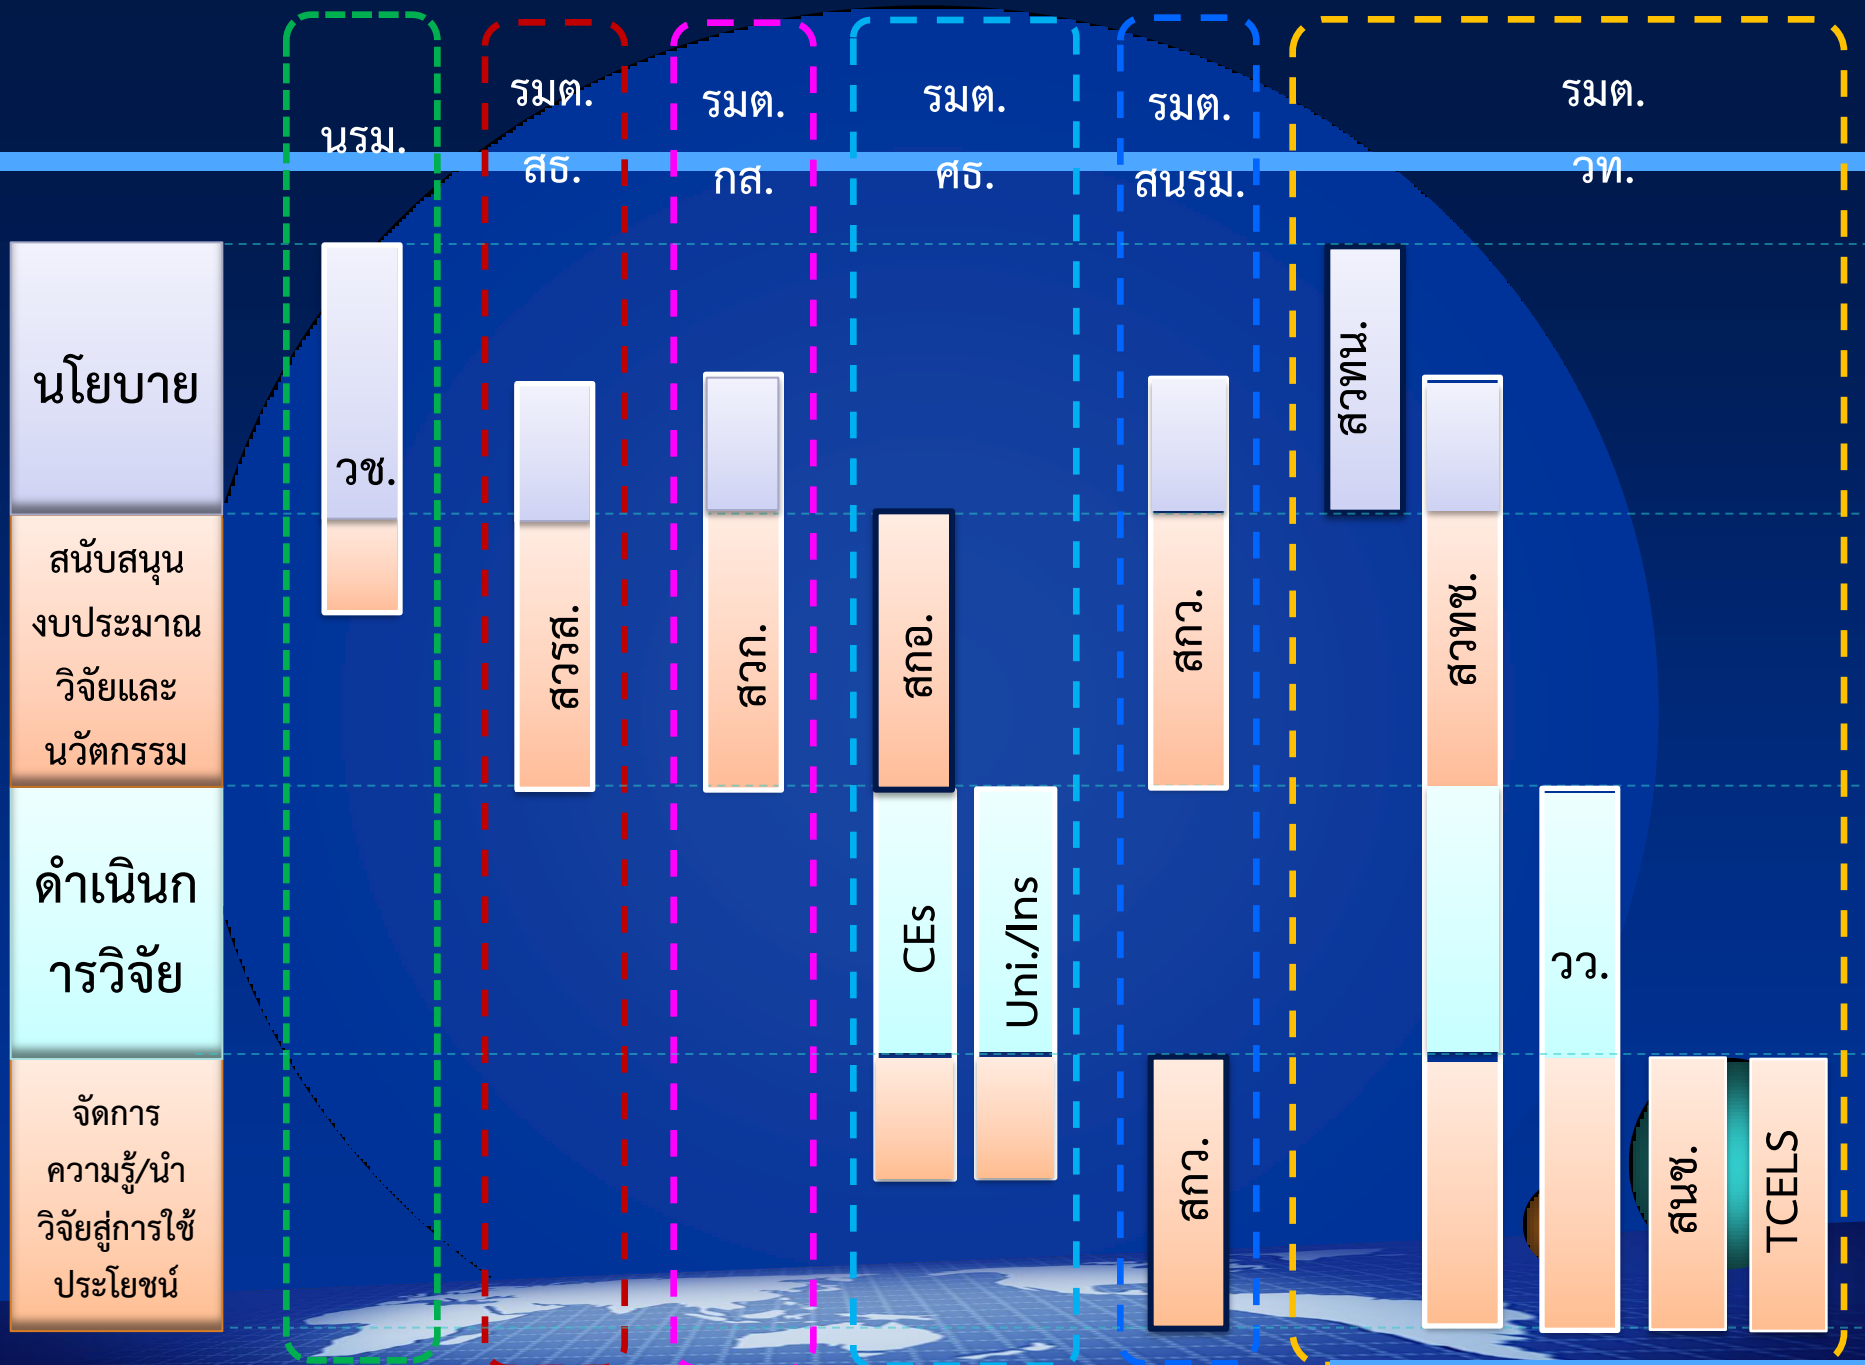 นรม.
รมต.
สธ.
รมต.
กส.
รมต.
ศธ.
รมต.
สนรม.
รมต.
วท.
นโยบาย
วช.
สวทน.
สนับสนุน
งบประมาณ
วิจัยและ
นวัตกรรม
สวรส.
สวก.
สกอ.
สกว.
สวทช.
ดำเนินก
ารวิจัย
CEs
Uni./Ins
วว.
จัดการ
ความรู้/นำ
วิจัยสู่การใช้
ประโยชน์
สกว.
สนช.
TCELS